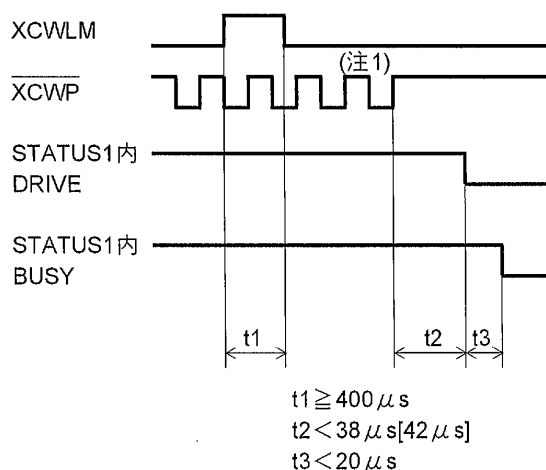 XCWLM
(注1)
XCWP
STATUS1内
DRIVE
STATUS1内
BUSY
t1
t2
t3
t1≧400μs
t2<38μs[42μs]
t3<20μs